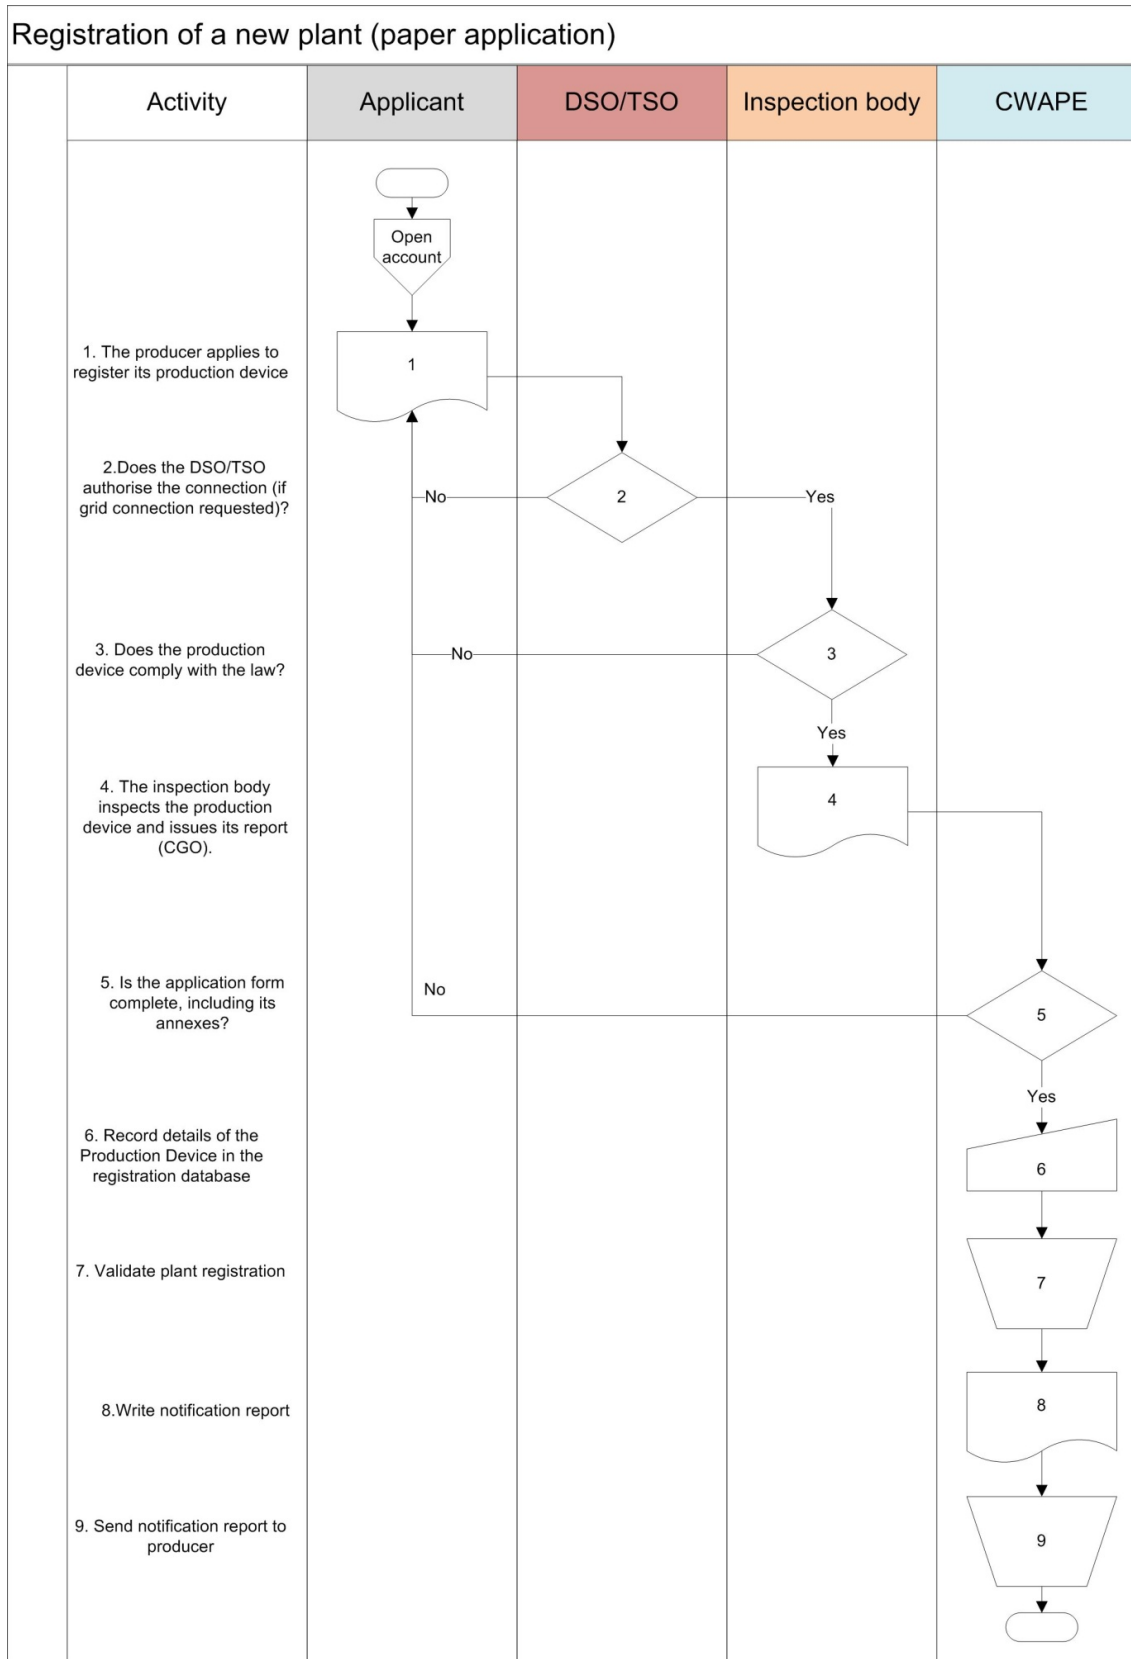 Registration of a new plant (paper application)
Activity
Applicant
DSO/TSO
Inspection body
CWAPE
Open
account
1. The producer applies to
register its production device
1
2.Does the DSO/TSO
authorise the connection (if
grid connection requested)?
No
2
Yes
3. Does the production
device comply with the law?
No
3
Yes
4. The inspection body
inspects the production
device and issues its report
(CGO).
4
5. Is the application form
complete, including its
annexes?
No
5
Yes
6. Record details of the
Production Device in the
registration database
6
7. Validate plant registration
7
8.Write notification report
8
9. Send notification report to
producer
9